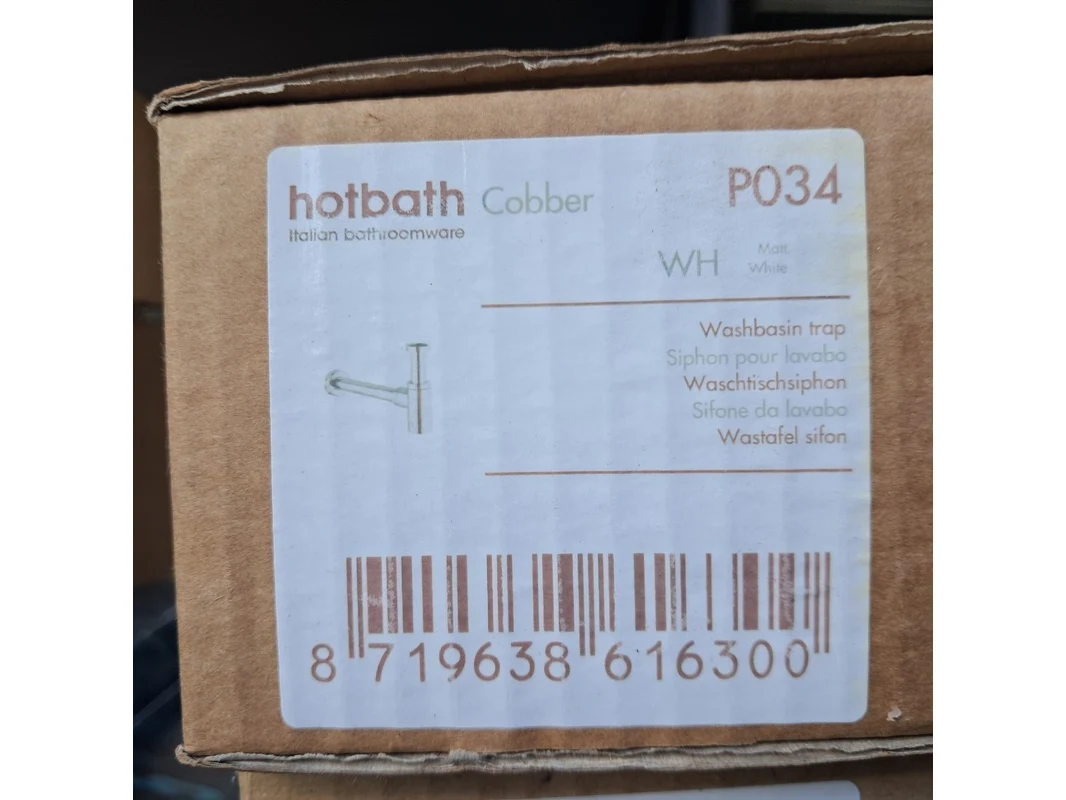 hotbath Cobber P034
Italian bathroomware
WH Matt
White
Washbasin trap
Siphon pour lavabo
Waschtischsiphon
Sifone da lavabo
Wastafel sifon
8 719638 616300